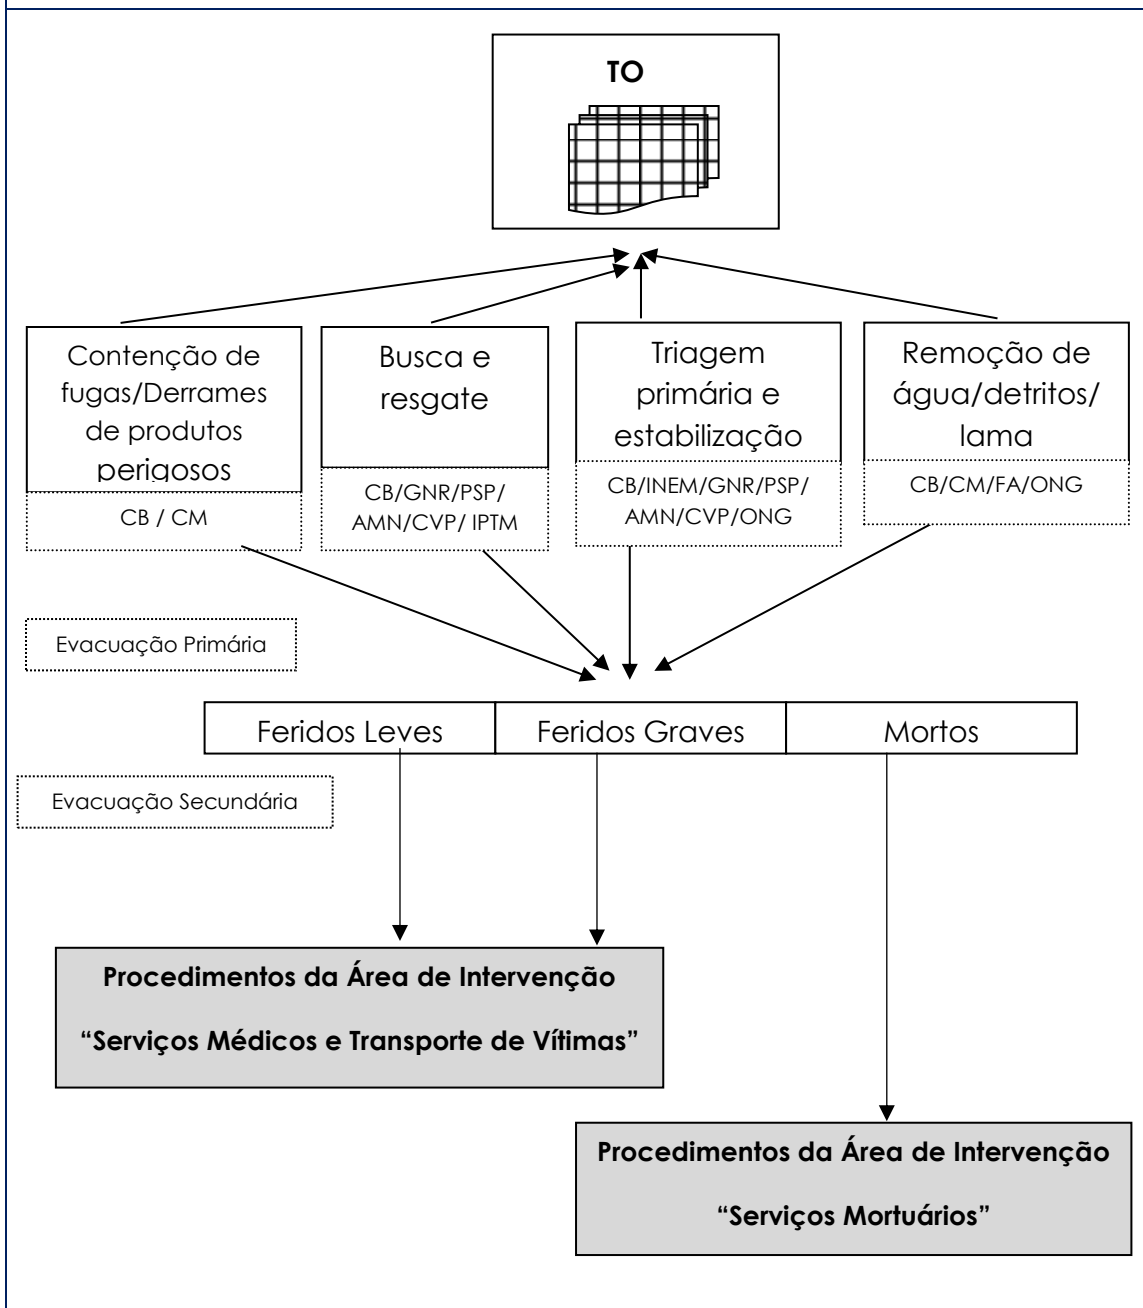 TO
Contenção de
fugas/Derrames
de produtos
perigosos
CB / CM
Busca e
resgate
CB/GNR/PSP/
AMN/CVP/ IPTM
Triagem
primária e
estabilização
CB/INEM/GNR/PSP/
AMN/CVP/ONG
Remoção de
água/detritos/
lama
CB/CM/FA/ONG
Evacuação Primária
Feridos Leves
Feridos Graves
Mortos
Evacuação Secundária
Procedimentos da Área de Intervenção
“Serviços Médicos e Transporte de Vítimas”
Procedimentos da Área de Intervenção
“Serviços Mortuários”